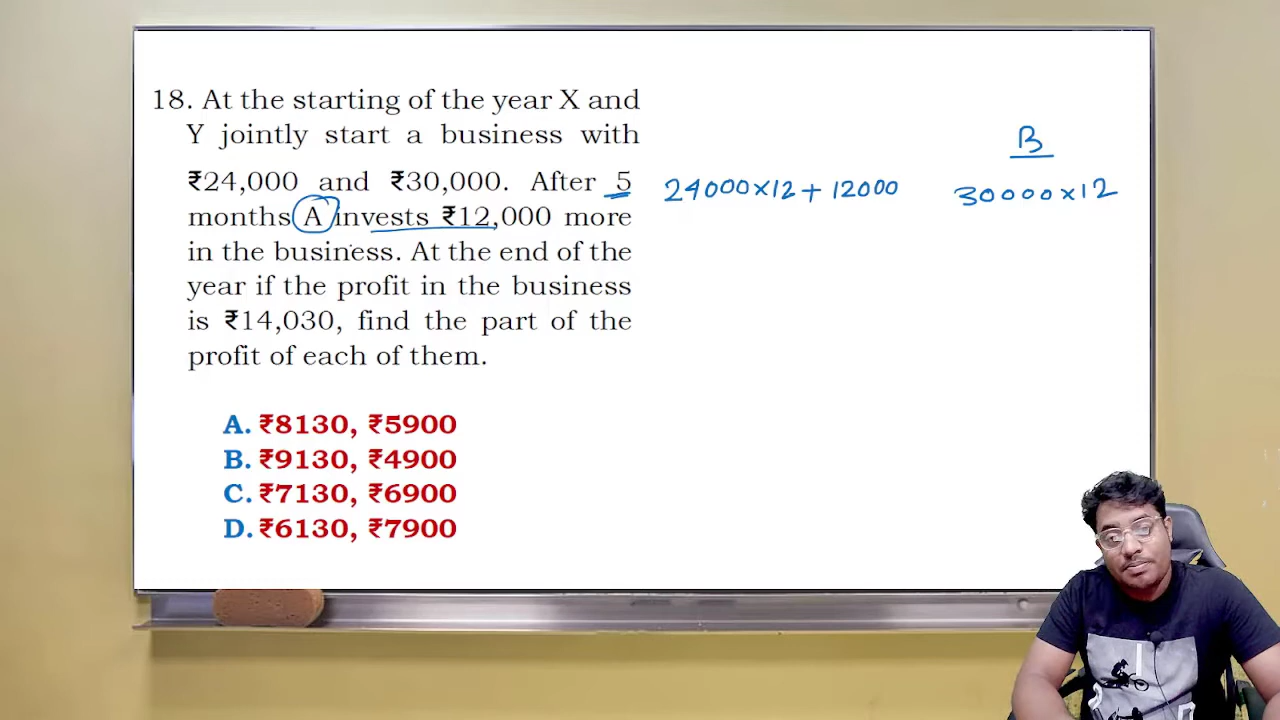 18. At the starting of the year X and
Y jointly start a business with
₹24,000 and ₹30,000. After 5
months A invests ₹12,000 more
in the business. At the end of the
year if the profit in the business
is ₹14,030, find the part of the
profit of each of them.
A. ₹8130, ₹5900
B. ₹9130, ₹4900
C. ₹7130, ₹6900
D. ₹6130, ₹7900
B
24000×12+12000
30000×12